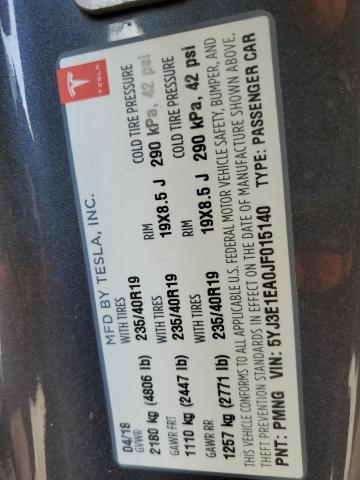 TESLA
MFD BY TESLA, INC.
04/18
GVWR WITH TIRES
2180 kg (4806 lb) 235/40R19
GAWR FRT WITH TIRES RIM COLD TIRE PRESSURE
1110 kg (2447 lb) 235/40R19 19X8.5 J 290 kPa, 42 psi
GAWR RR RIM COLD TIRE PRESSURE
1257 kg (2771 lb) 235/40R19 19X8.5 J 290 kPa, 42 psi
THIS VEHICLE CONFORMS TO ALL APPLICABLE U.S. FEDERAL MOTOR VEHICLE SAFETY, BUMPER, AND
THEFT PREVENTION STANDARDS IN EFFECT ON THE DATE OF MANUFACTURE SHOWN ABOVE.
PNT: PMNG VIN: 5YJ3E1EA0JF015140 TYPE: PASSENGER CAR